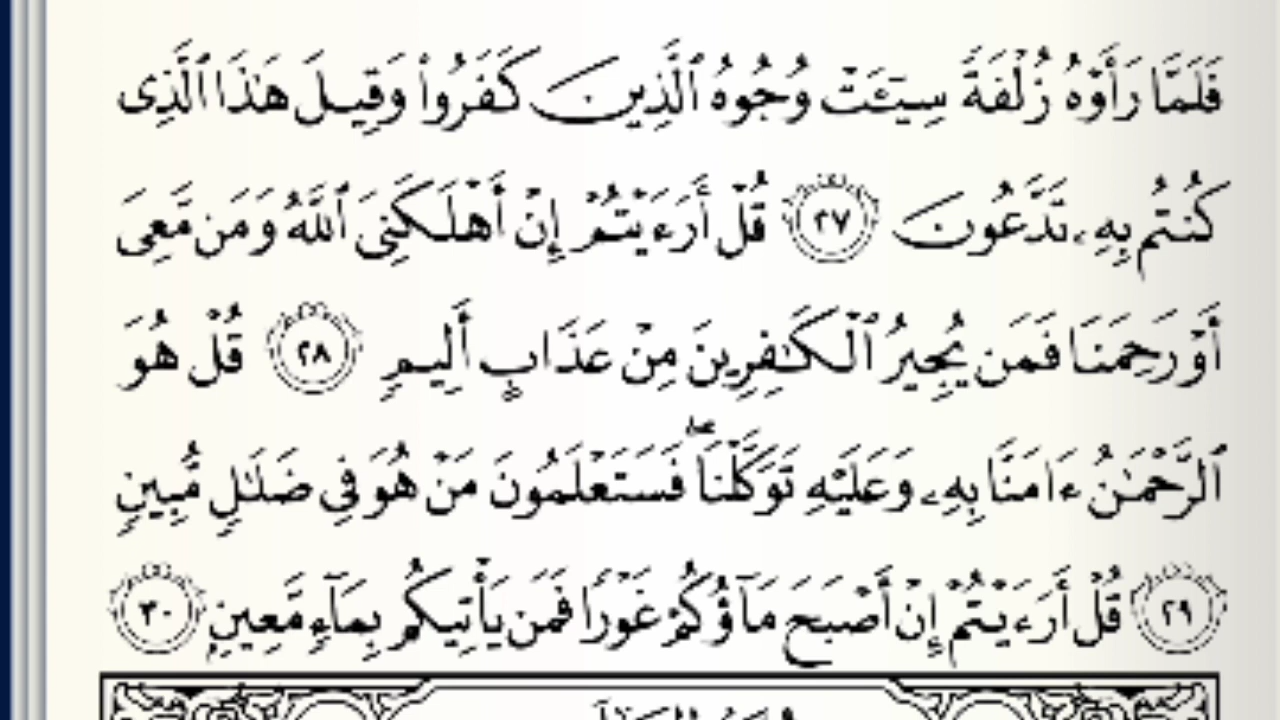 فَلَمَّا رَأَوْهُ زُلْفَةً سِيٓـَٔتْ وُجُوهُ ٱلَّذِينَ كَفَرُوا۟ وَقِيلَ هَـٰذَا ٱلَّذِى
كُنتُم بِهِۦ تَدَّعُونَ ٢٧ قُلْ أَرَءَيْتُمْ إِنْ أَهْلَكَنِىَ ٱللَّهُ وَمَن مَّعِىَ
أَوْ رَحِمَنَا فَمَن يُجِيرُ ٱلْكَـٰفِرِينَ مِنْ عَذَابٍ أَلِيمٍ ٢٨ قُلْ هُوَ
ٱلرَّحْمَـٰنُ ءَامَنَّا بِهِۦ وَعَلَيْهِ تَوَكَّلْنَا ۖ فَسَتَعْلَمُونَ مَنْ هُوَ فِى ضَلَـٰلٍ مُّبِينٍ
٢٩ قُلْ أَرَءَيْتُمْ إِنْ أَصْبَحَ مَآؤُكُمْ غَوْرًا فَمَن يَأْتِيكُم بِمَآءٍ مَّعِينٍۭ ٣٠